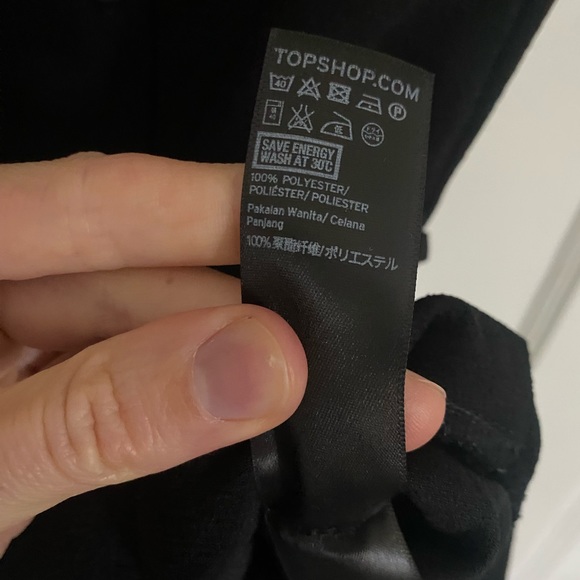 TOPSHOP.COM
40
P
SAVE ENERGY
WASH AT 30°C
100% POLYESTER/
POLIÉSTER/ POLIESTER
Pakaian Wanita/ Celana
Panjang
100%聚酯纤维/ポリエステル